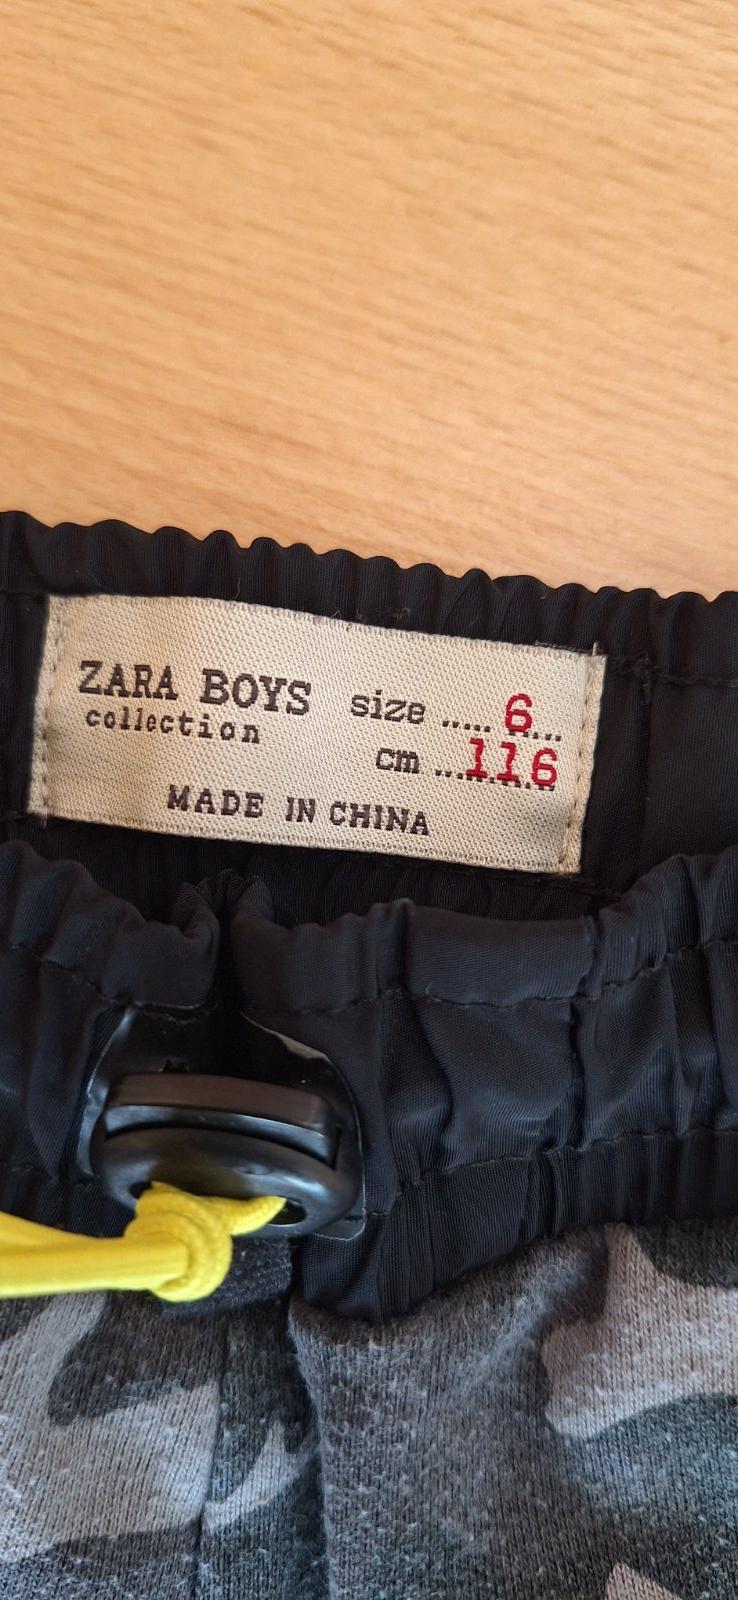 ZARA BOYS
collection
size ..... 6...
cm ...116
MADE IN CHINA